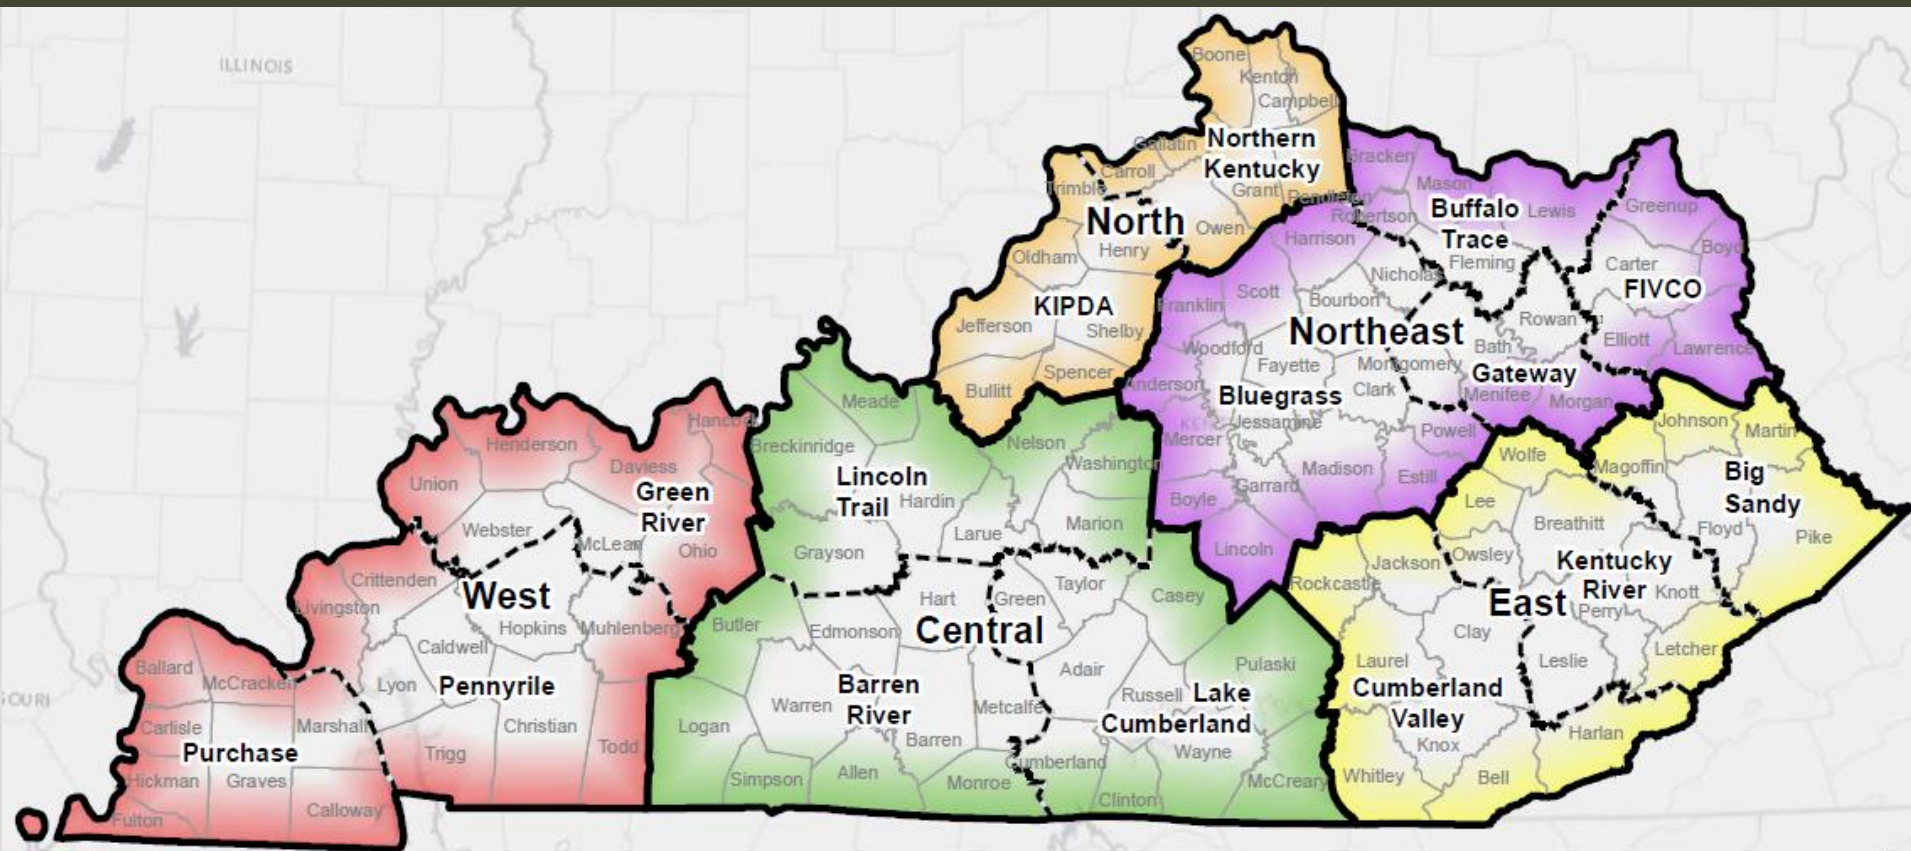 ILLINOIS
Boone
Kenton
Campbell
Northern
Kentucky
Gallatin
Carroll
Trimble
Grant
Pendleton
North
Owen
Henry
Oldham
KIPDA
Jefferson
Shelby
Spencer
Bullitt
Bracken
Mason
Robertson
Buffalo
Trace
Lewis
Fleming
Greenup
Boyd
Carter
FIVCO
Elliott
Lawrence
Harrison
Nicholas
Scott
Bourbon
Franklin
Northeast
Rowan
Woodford
Fayette
Montgomery
Bath
Gateway
Anderson
Bluegrass
Clark
Menifee
Morgan
Jessamine
Mercer
Powell
Madison
Estill
Boyle
Garrard
Lincoln
Johnson
Martin
Wolfe
Magoffin
Big
Sandy
Lee
Breathitt
Floyd
Pike
Owsley
Jackson
Kentucky
River
Knott
Rockcastle
East
Perry
Clay
Leslie
Letcher
Laurel
Cumberland
Valley
Knox
Harlan
Whitley
Bell
Meade
Breckinridge
Nelson
Washington
Lincoln
Trail
Hardin
Larue
Marion
Grayson
Taylor
Hart
Green
Casey
Butler
Edmonson
Central
Adair
Pulaski
Barren
River
Warren
Metcalfe
Russell
Lake
Cumberland
Logan
Barren
Wayne
Simpson
Allen
Monroe
Cumberland
Clinton
McCreary
Hancock
Henderson
Daviess
Union
Green
River
Webster
McLean
Ohio
Crittenden
West
Livingston
Hopkins
Muhlenberg
Caldwell
Lyon
Pennyrile
Christian
Trigg
Todd
Ballard
McCracken
Carlisle
Marshall
Purchase
Hickman
Graves
Calloway
Fulton